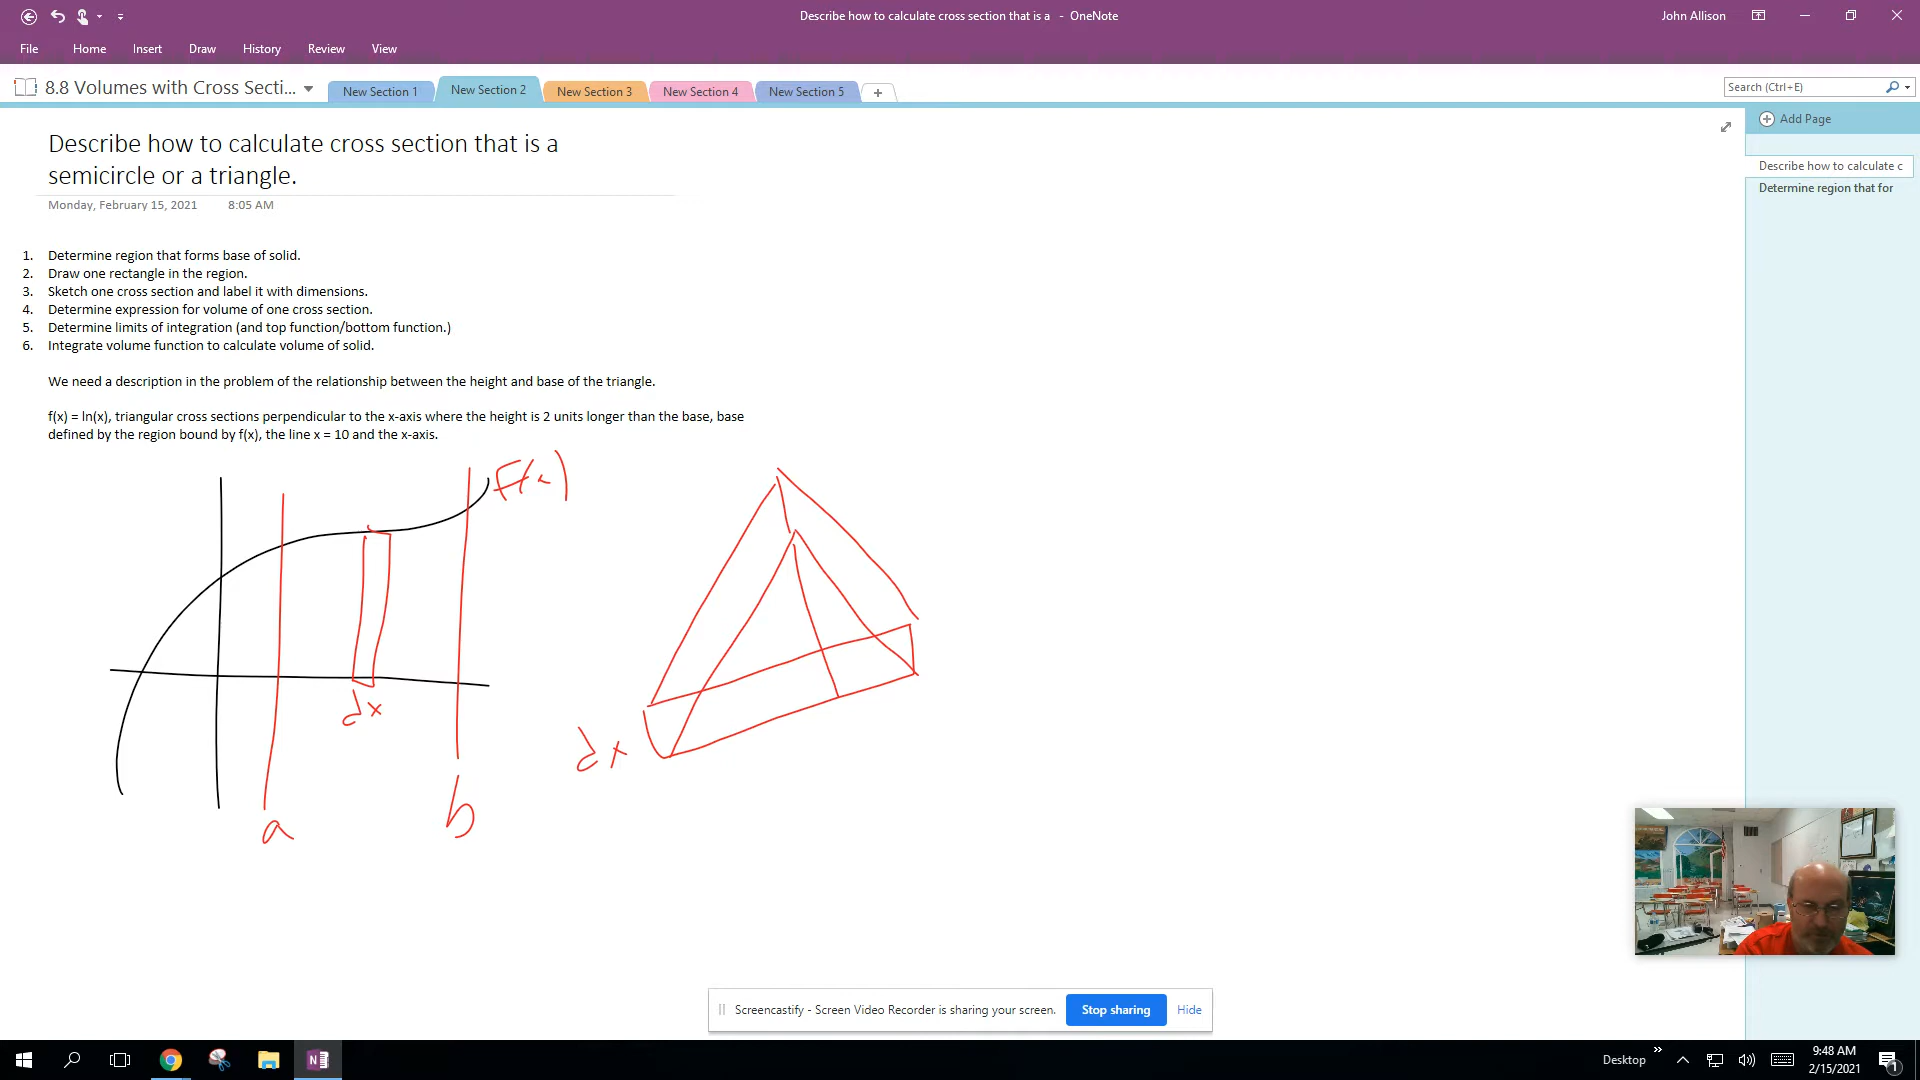 Describe how to calculate cross section that is a - OneNote
John Allison
File Home Insert Draw History Review View
8.8 Volumes with Cross Secti...
New Section 1 New Section 2 New Section 3 New Section 4 New Section 5
Search (Ctrl+E)
Add Page
Describe how to calculate c
Determine region that for
Describe how to calculate cross section that is a
semicircle or a triangle.
Monday, February 15, 2021 8:05 AM
1. Determine region that forms base of solid.
2. Draw one rectangle in the region.
3. Sketch one cross section and label it with dimensions.
4. Determine expression for volume of one cross section.
5. Determine limits of integration (and top function/bottom function.)
6. Integrate volume function to calculate volume of solid.
We need a description in the problem of the relationship between the height and base of the triangle.
f(x) = ln(x), triangular cross sections perpendicular to the x-axis where the height is 2 units longer than the base, base
defined by the region bound by f(x), the line x = 10 and the x-axis.
F(x)
dx
dx
a
b
Screencastify - Screen Video Recorder is sharing your screen.
Stop sharing
Hide
Desktop
9:48 AM
2/15/2021
1